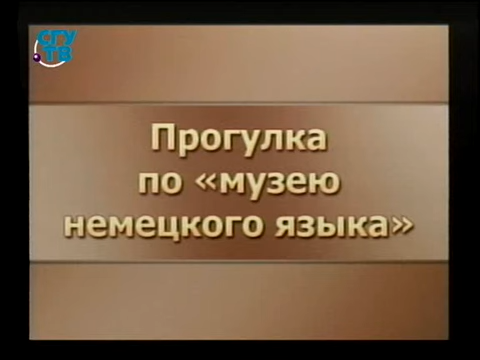 СГУ
ТВ
Прогулка
по «музею
немецкого языка»